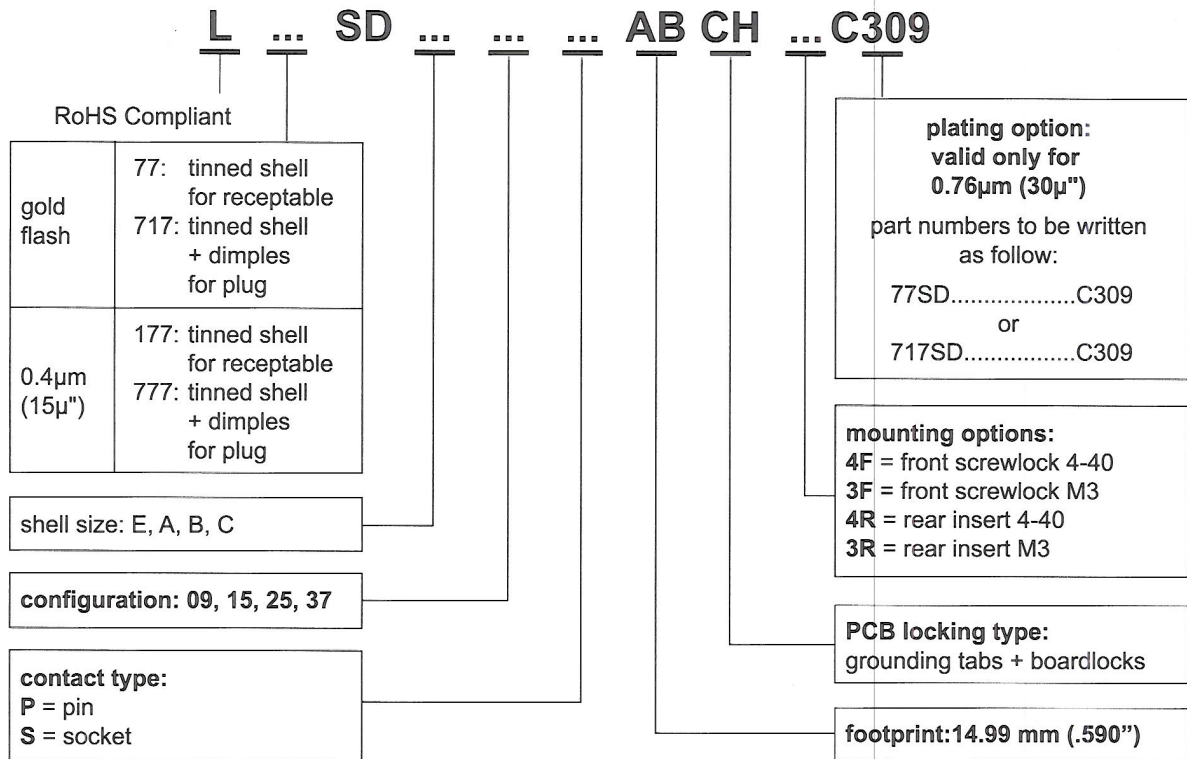 L ... SD ... ... ... AB CH ... C309
RoHS Compliant
gold
flash
77: tinned shell
for receptable
717: tinned shell
+ dimples
for plug
0.4µm
(15µ")
177: tinned shell
for receptable
777: tinned shell
+ dimples
for plug
shell size: E, A, B, C
configuration: 09, 15, 25, 37
contact type:
P = pin
S = socket
plating option:
valid only for
0.76µm (30µ")
part numbers to be written
as follow:
77SD...................C309
or
717SD.................C309
mounting options:
4F = front screwlock 4-40
3F = front screwlock M3
4R = rear insert 4-40
3R = rear insert M3
PCB locking type:
grounding tabs + boardlocks
footprint:14.99 mm (.590”)